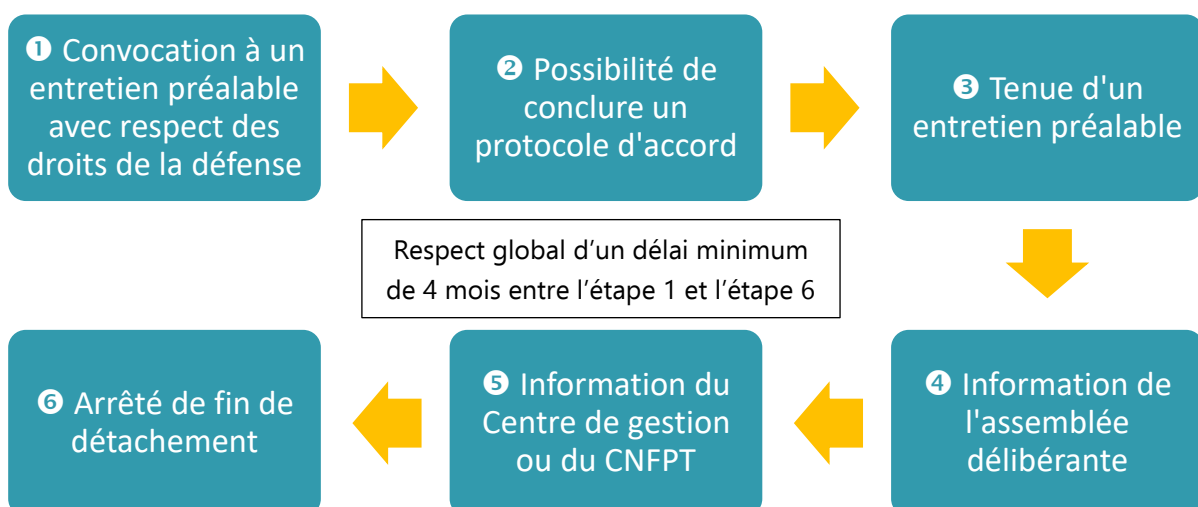 ❶ Convocation à un
entretien préalable
avec respect des
droits de la défense
❷ Possibilité de
conclure un
protocole d'accord
❸ Tenue d'un
entretien préalable
Respect global d’un délai minimum
de 4 mois entre l’étape 1 et l’étape 6
❹ Information de
l'assemblée
délibérante
❺ Information du
Centre de gestion
ou du CNFPT
❻ Arrêté de fin de
détachement